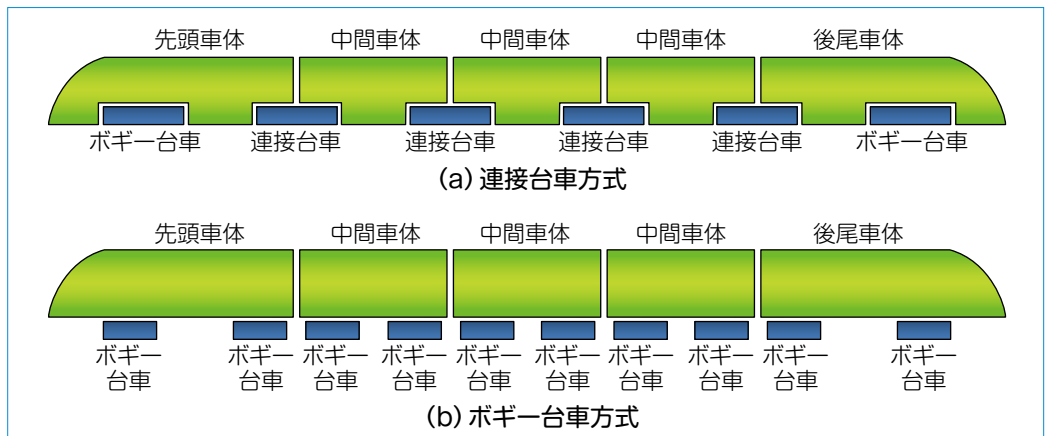 先頭車体 中間車体 中間車体 中間車体 後尾車体
ボギー台車 連接台車 連接台車 連接台車 連接台車 ボギー台車
(a) 連接台車方式
先頭車体 中間車体 中間車体 中間車体 後尾車体
ボギー ボギー ボギー ボギー ボギー ボギー ボギー ボギー ボギー ボギー
台車 台車 台車 台車 台車 台車 台車 台車 台車 台車
(b) ボギー台車方式